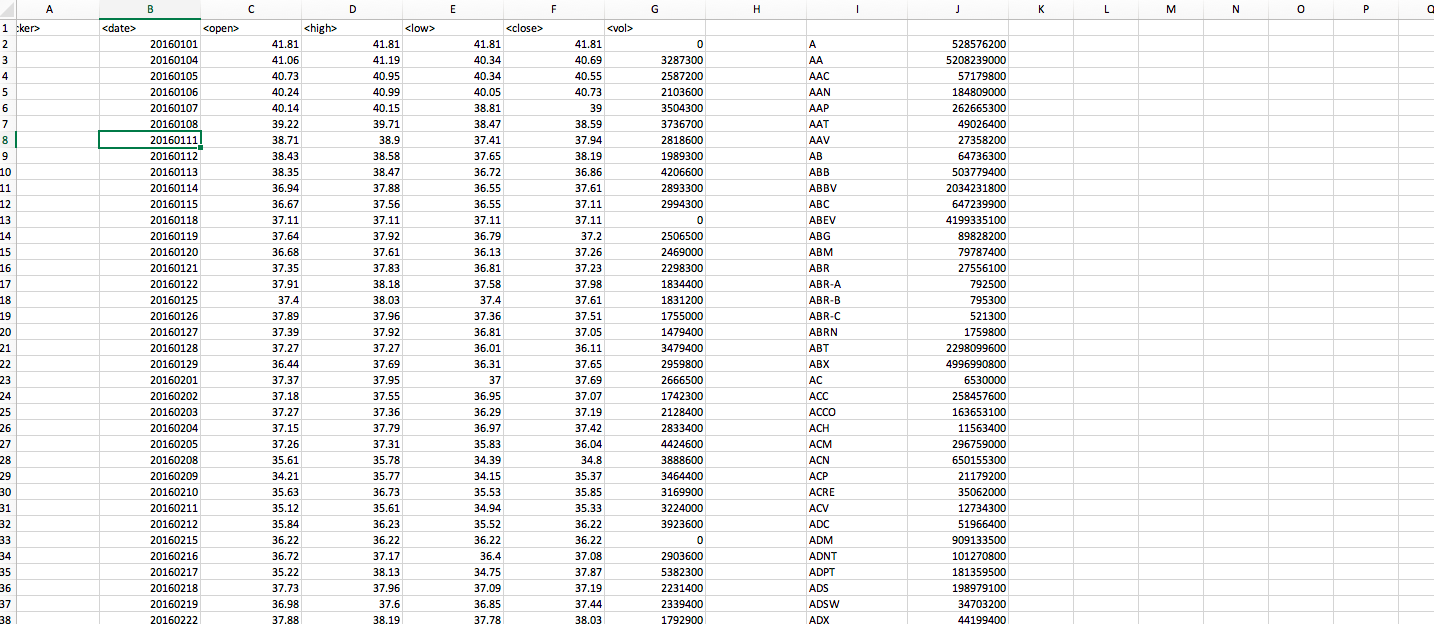 A B C D E F G H I J K L M N O P Q
1 :ker> <date> <open> <high> <low> <close> <vol>
2 20160101 41.81 41.81 41.81 41.81 0 A 528576200
3 20160104 41.06 41.19 40.34 40.69 3287300 AA 5208239000
4 20160105 40.73 40.95 40.34 40.55 2587200 AAC 57179800
5 20160106 40.24 40.99 40.05 40.73 2103600 AAN 184809000
6 20160107 40.14 40.15 38.81 39 3504300 AAP 262665300
7 20160108 39.22 39.71 38.47 38.59 3736700 AAT 49026400
8 20160111 38.71 38.9 37.41 37.94 2818600 AAV 27358200
9 20160112 38.43 38.58 37.65 38.19 1989300 AB 64736300
10 20160113 38.35 38.47 36.72 36.86 4206600 ABB 503779400
11 20160114 36.94 37.88 36.55 37.61 2893300 ABBV 2034231800
12 20160115 36.67 37.56 36.55 37.11 2994300 ABC 647239900
13 20160118 37.11 37.11 37.11 37.11 0 ABEV 4199335100
14 20160119 37.64 37.92 36.79 37.2 2506500 ABG 89828200
15 20160120 36.68 37.61 36.13 37.26 2469000 ABM 79787400
16 20160121 37.35 37.83 36.81 37.23 2298300 ABR 27556100
17 20160122 37.91 38.18 37.58 37.98 1834400 ABR-A 792500
18 20160125 37.4 38.03 37.4 37.61 1831200 ABR-B 795300
19 20160126 37.89 37.96 37.36 37.51 1755000 ABR-C 521300
20 20160127 37.39 37.92 36.81 37.05 1479400 ABRN 1759800
21 20160128 37.27 37.27 36.01 36.11 3479400 ABT 2298099600
22 20160129 36.44 37.69 36.31 37.65 2959800 ABX 4996990800
23 20160201 37.37 37.95 37 37.69 2666500 AC 6530000
24 20160202 37.18 37.55 36.95 37.07 1742300 ACC 258457600
25 20160203 37.27 37.36 36.29 37.19 2128400 ACCO 163653100
26 20160204 37.15 37.79 36.97 37.42 2833400 ACH 11563400
27 20160205 37.26 37.31 35.83 36.04 4424600 ACM 296759000
28 20160208 35.61 35.78 34.39 34.8 3888600 ACN 650155300
29 20160209 34.21 35.77 34.15 35.37 3464400 ACP 21179200
30 20160210 35.63 36.73 35.53 35.85 3169900 ACRE 35062000
31 20160211 35.12 35.61 34.94 35.33 3224000 ACV 12734300
32 20160212 35.84 36.23 35.52 36.22 3923600 ADC 51966400
33 20160215 36.22 36.22 36.22 36.22 0 ADM 909133500
34 20160216 36.72 37.17 36.4 37.08 2903600 ADNT 101270800
35 20160217 35.22 38.13 34.75 37.87 5382300 ADPT 181359500
36 20160218 37.73 37.96 37.09 37.19 2231400 ADS 198979100
37 20160219 36.98 37.6 36.85 37.44 2339400 ADSW 34703200
38 20160222 37.88 38.19 37.78 38.03 1792900 ADX 44199400